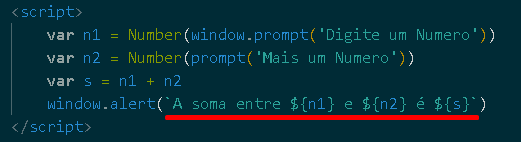 <script>
var n1 = Number(window.prompt('Digite um Numero'))
var n2 = Number(prompt('Mais um Numero'))
var s = n1 + n2
window.alert(`A soma entre ${n1} e ${n2} é ${s}`)
</script>